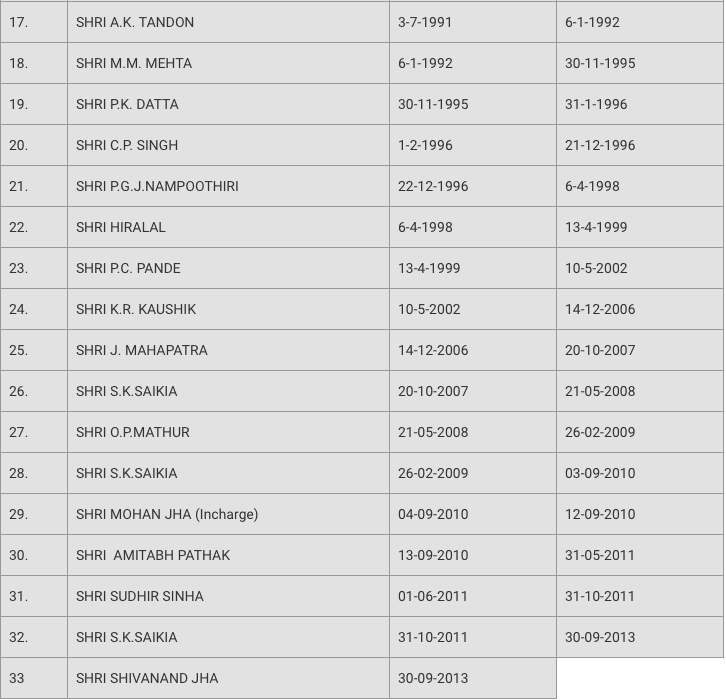 17. SHRI A.K. TANDON 3-7-1991 6-1-1992
18. SHRI M.M. MEHTA 6-1-1992 30-11-1995
19. SHRI P.K. DATTA 30-11-1995 31-1-1996
20. SHRI C.P. SINGH 1-2-1996 21-12-1996
21. SHRI P.G.J.NAMPOOTHIRI 22-12-1996 6-4-1998
22. SHRI HIRALAL 6-4-1998 13-4-1999
23. SHRI P.C. PANDE 13-4-1999 10-5-2002
24. SHRI K.R. KAUSHIK 10-5-2002 14-12-2006
25. SHRI J. MAHAPATRA 14-12-2006 20-10-2007
26. SHRI S.K.SAIKIA 20-10-2007 21-05-2008
27. SHRI O.P.MATHUR 21-05-2008 26-02-2009
28. SHRI S.K.SAIKIA 26-02-2009 03-09-2010
29. SHRI MOHAN JHA (Incharge) 04-09-2010 12-09-2010
30. SHRI AMITABH PATHAK 13-09-2010 31-05-2011
31. SHRI SUDHIR SINHA 01-06-2011 31-10-2011
32. SHRI S.K.SAIKIA 31-10-2011 30-09-2013
33 SHRI SHIVANAND JHA 30-09-2013